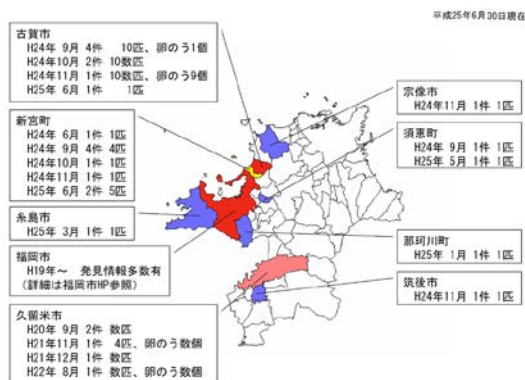 平成25年6月30日現在
古賀市
H24年 9月 4件 10匹、卵のう1個
H24年10月 2件 10数匹
H24年11月 1件 10数匹、卵のう9個
H25年 6月 1件 1匹
新宮町
H24年 6月 1件 1匹
H24年 9月 4件 4匹
H24年10月 1件 1匹
H24年11月 1件 1匹
H25年 6月 2件 5匹
糸島市
H25年 3月 1件 1匹
福岡市
H19年～ 発見情報多数有
(詳細は福岡市HP参照)
久留米市
H20年 9月 2件 数匹
H21年11月 1件 4匹、卵のう数個
H21年12月 1件 数匹
H22年 8月 1件 数匹、卵のう数個
宗像市
H24年11月 1件 1匹
須恵町
H24年 9月 1件 1匹
H25年 5月 1件 1匹
那珂川町
H25年 1月 1件 1匹
筑後市
H24年11月 1件 1匹